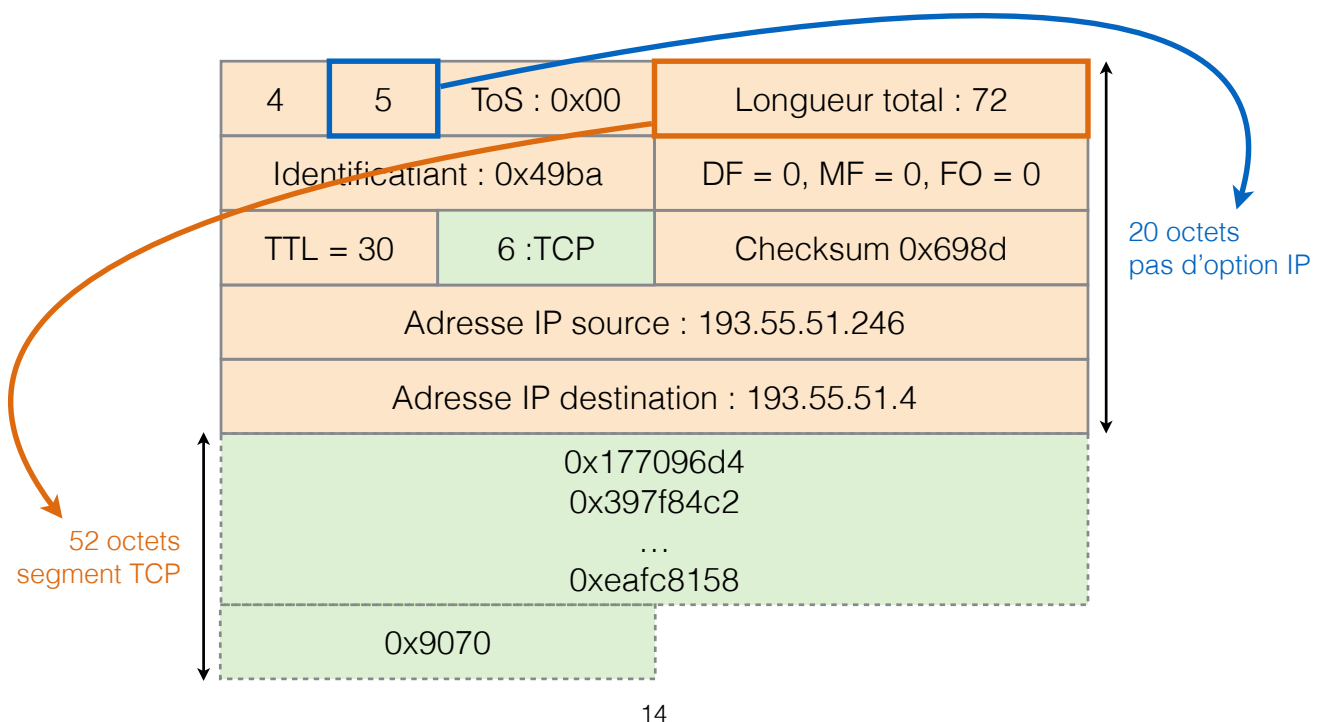 4
5
ToS : 0x00
Longueur total : 72
Identificatiant : 0x49ba
DF = 0, MF = 0, FO = 0
TTL = 30
6 :TCP
Checksum 0x698d
20 octets
pas d’option IP
Adresse IP source : 193.55.51.246
Adresse IP destination : 193.55.51.4
0x177096d4
0x397f84c2
…
0xeafc8158
52 octets
segment TCP
0x9070
14